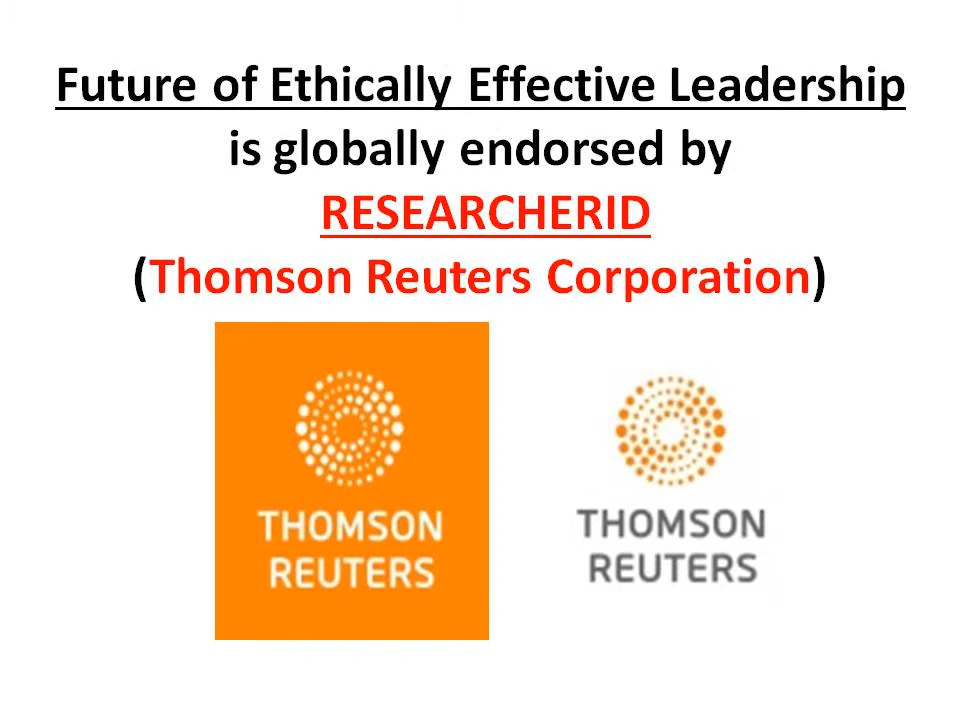 Future of Ethically Effective Leadership
is globally endorsed by
RESEARCHERID
(Thomson Reuters Corporation)
THOMSON
REUTERS
THOMSON
REUTERS